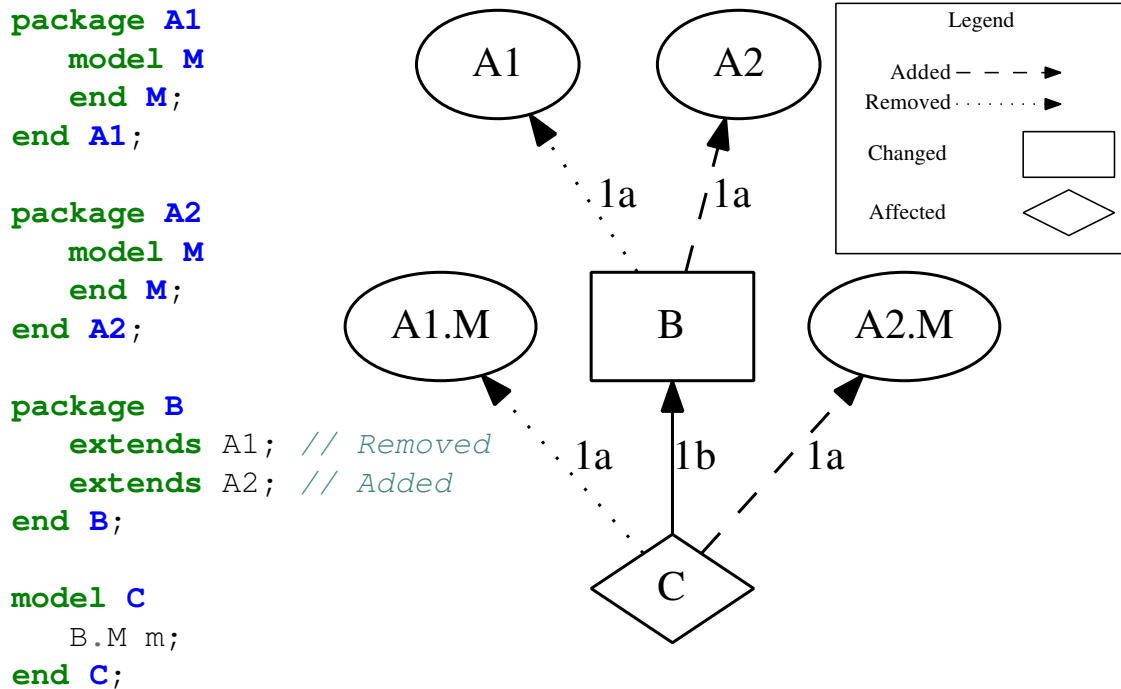 package A1
   model M
   end M;
end A1;
package A2
   model M
   end M;
end A2;
package B
   extends A1; // Removed
   extends A2; // Added
end B;
model C
   B.M m;
end C;
A1
A2
1a
1a
A1.M
B
A2.M
1a
1b
1a
C
Legend
Added
Removed
Changed
Affected